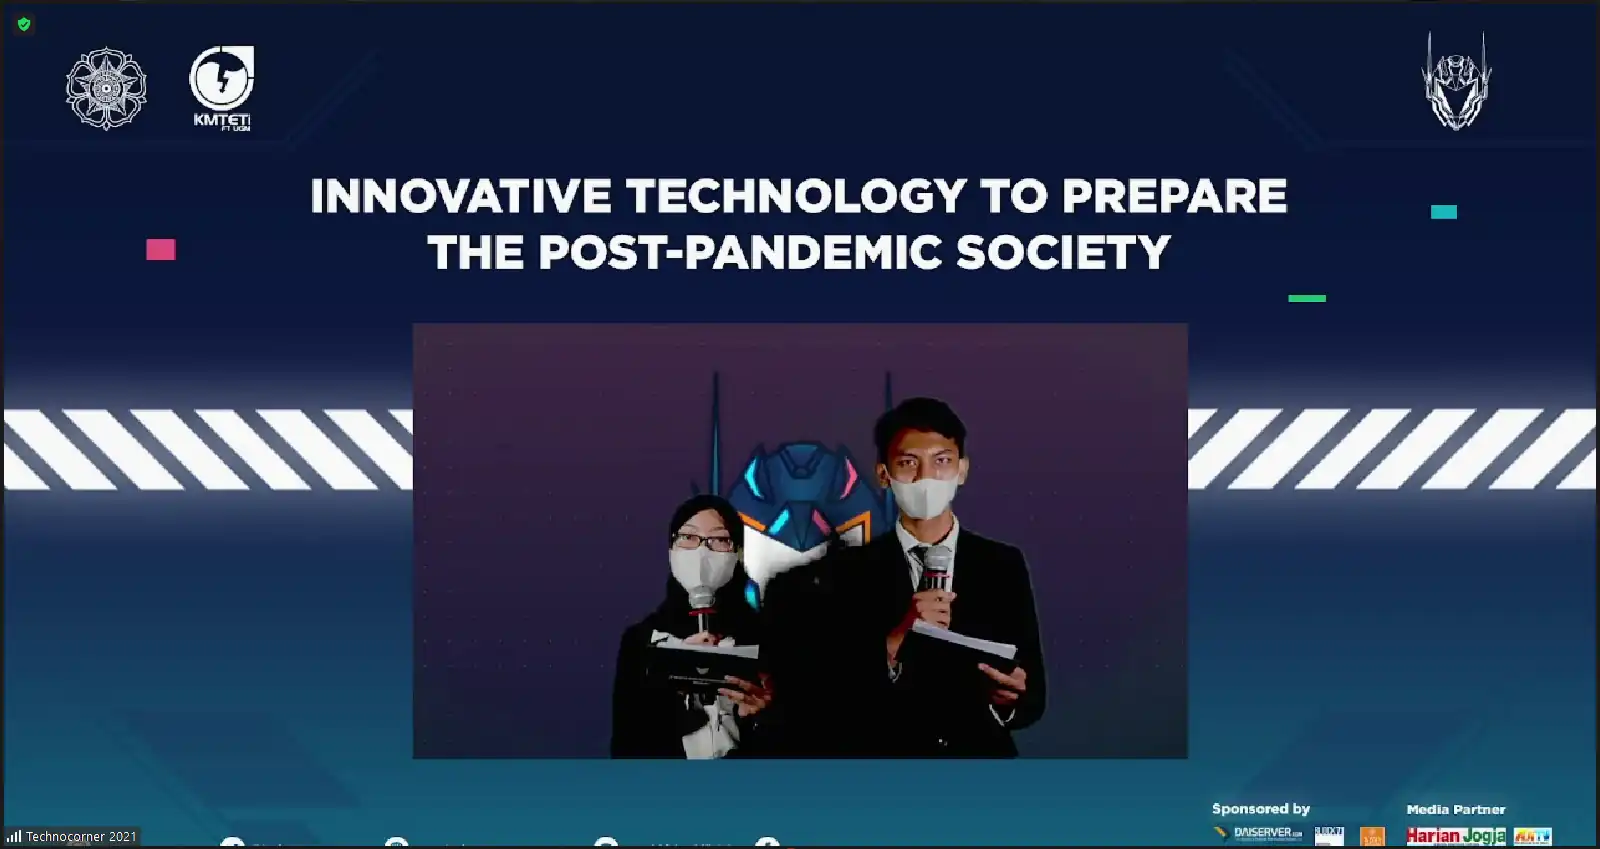 KMTETI
FT UGM
INNOVATIVE TECHNOLOGY TO PREPARE
THE POST-PANDEMIC SOCIETY
Sponsored by
Media Partner
DAISERVER.COM
Harian Jogja
Technocorner 2021